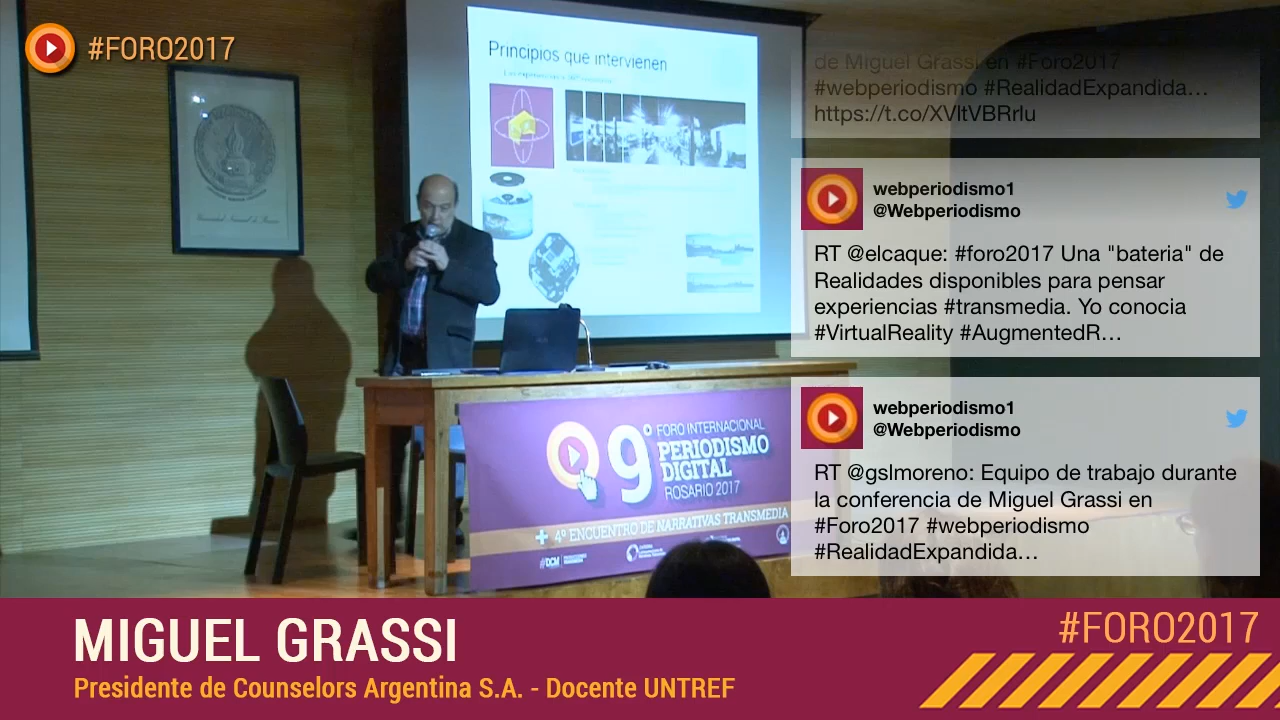 #FORO2017
Principios que intervienen
de Miguel Grassi en #Foro2017
#webperiodismo #RealidadExpandida…
https://t.co/XVltVBRrlu
webperiodismo1
@Webperiodismo
RT @elcaque: #foro2017 Una "bateria" de
Realidades disponibles para pensar
experiencias #transmedia. Yo conocia
#VirtualReality #AugmentedR…
webperiodismo1
@Webperiodismo
RT @gslmoreno: Equipo de trabajo durante
la conferencia de Miguel Grassi en
#Foro2017 #webperiodismo
#RealidadExpandida…
9° FORO INTERNACIONAL
PERIODISMO
DIGITAL
ROSARIO 2017
+ 4º ENCUENTRO DE NARRATIVAS TRANSMEDIA
#DCM
MIGUEL GRASSI
Presidente de Counselors Argentina S.A. - Docente UNTREF
#FORO2017